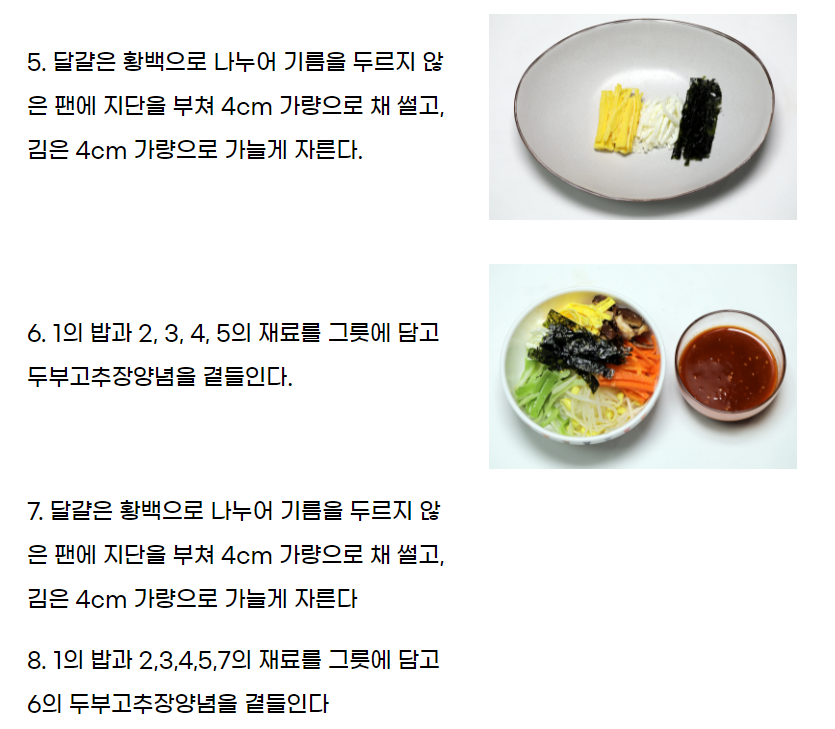 5. 달걀은 황백으로 나누어 기름을 두르지 않
은 팬에 지단을 부쳐 4cm 가량으로 채 썰고,
김은 4cm 가량으로 가늘게 자른다.
6. 1의 밥과 2, 3, 4, 5의 재료를 그릇에 담고
두부고추장양념을 곁들인다.
7. 달걀은 황백으로 나누어 기름을 두르지 않
은 팬에 지단을 부쳐 4cm 가량으로 채 썰고,
김은 4cm 가량으로 가늘게 자른다
8. 1의 밥과 2,3,4,5,7의 재료를 그릇에 담고
6의 두부고추장양념을 곁들인다